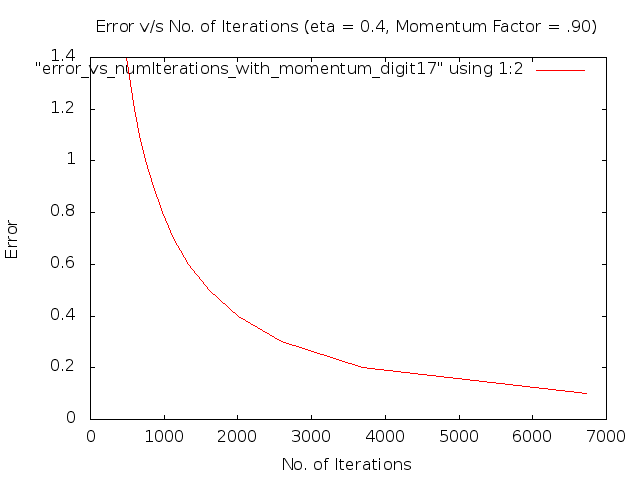 Error v/s No. of Iterations (eta = 0.4, Momentum Factor = .90)
1.4
"error_vs_numIterations_with_momentum_digit17" using 1:2
1.2
1
0.8
0.6
0.4
0.2
0
Error
0 1000 2000 3000 4000 5000 6000 7000
No. of Iterations